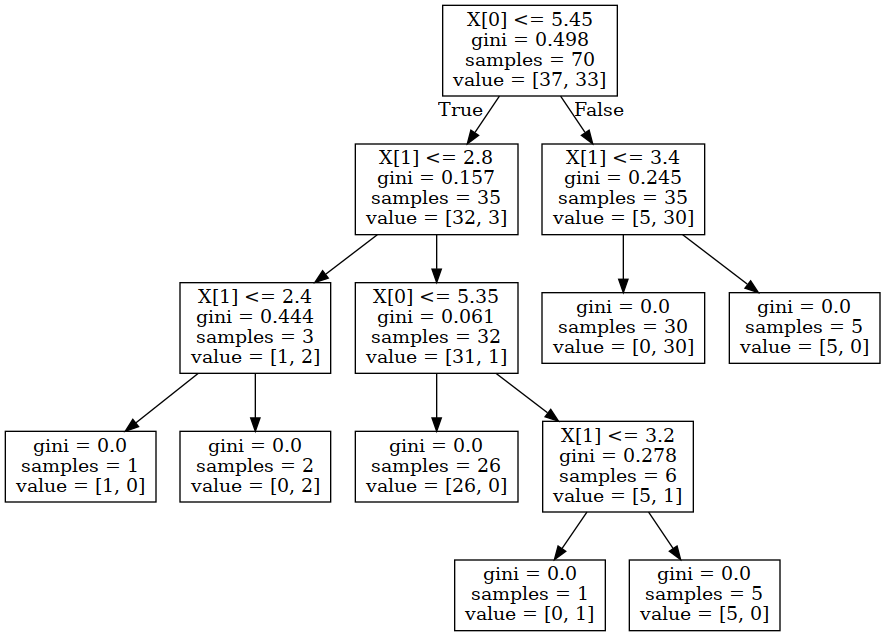 X[0] <= 5.45
gini = 0.498
samples = 70
value = [37, 33]
True
False
X[1] <= 2.8
gini = 0.157
samples = 35
value = [32, 3]
X[1] <= 3.4
gini = 0.245
samples = 35
value = [5, 30]
X[1] <= 2.4
gini = 0.444
samples = 3
value = [1, 2]
X[0] <= 5.35
gini = 0.061
samples = 32
value = [31, 1]
gini = 0.0
samples = 30
value = [0, 30]
gini = 0.0
samples = 5
value = [5, 0]
gini = 0.0
samples = 1
value = [1, 0]
gini = 0.0
samples = 2
value = [0, 2]
gini = 0.0
samples = 26
value = [26, 0]
X[1] <= 3.2
gini = 0.278
samples = 6
value = [5, 1]
gini = 0.0
samples = 1
value = [0, 1]
gini = 0.0
samples = 5
value = [5, 0]